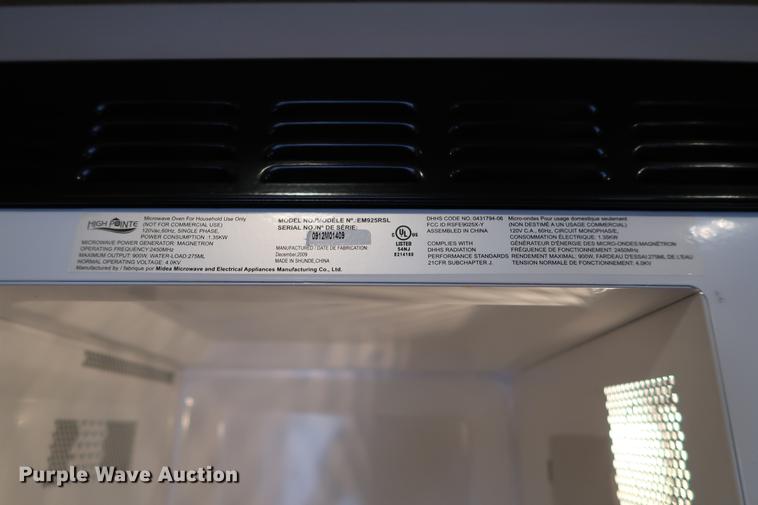 HIGH POINTE
Microwave Oven For Household Use Only
(NOT FOR COMMERCIAL USE)
120Vac,60Hz, SINGLE PHASE,
POWER CONSUMPTION :1.35KW
MICROWAVE POWER GENERATOR: MAGNETRON
OPERATING FREQUENCY:2450MHz
MAXIMUM OUTPUT: 900W, WATER-LOAD:275ML
NORMAL OPERATING VOLTAGE: 4.0KV
Manufactured by / fabriqué par Midea Microwave and Electrical Appliances Manufacturing Co., Ltd.
MODEL NO./MODÈLE Nº.:EM925RSL
SERIAL NO./N° DE SÉRIE:
0912M01409
MANUFACTURED / DATE DE FABRICATION:
December,2009
MADE IN SHUNDE,CHINA
c UL us
LISTED
54NJ
E214189
DHHS CODE NO. 0431794-06
FCC ID:RSFE9025X-Y
ASSEMBLED IN CHINA
COMPLIES WITH
DHHS RADIATION
PERFORMANCE STANDARDS
21CFR SUBCHAPTER J.
Micro-ondes Pour usage domestique seulement
(NON DESTINÉ À UN USAGE COMMERCIAL)
120V C.A., 60Hz, CIRCUIT MONOPHASÉ,
CONSOMMATION ÉLECTRIQUE: 1.35KW
GÉNÉRATEUR D'ÉNERGIE DES MICRO-ONDES:MAGNÉTRON
FRÉQUENCE DE FONCTIONNEMENT: 2450MHz
RENDEMENT MAXIMAL: 900W, FARDEAU D'ESSAI:275ML DE L'EAU
TENSION NORMALE DE FONCTIONNEMENT: 4.0KV
Purple Wave Auction